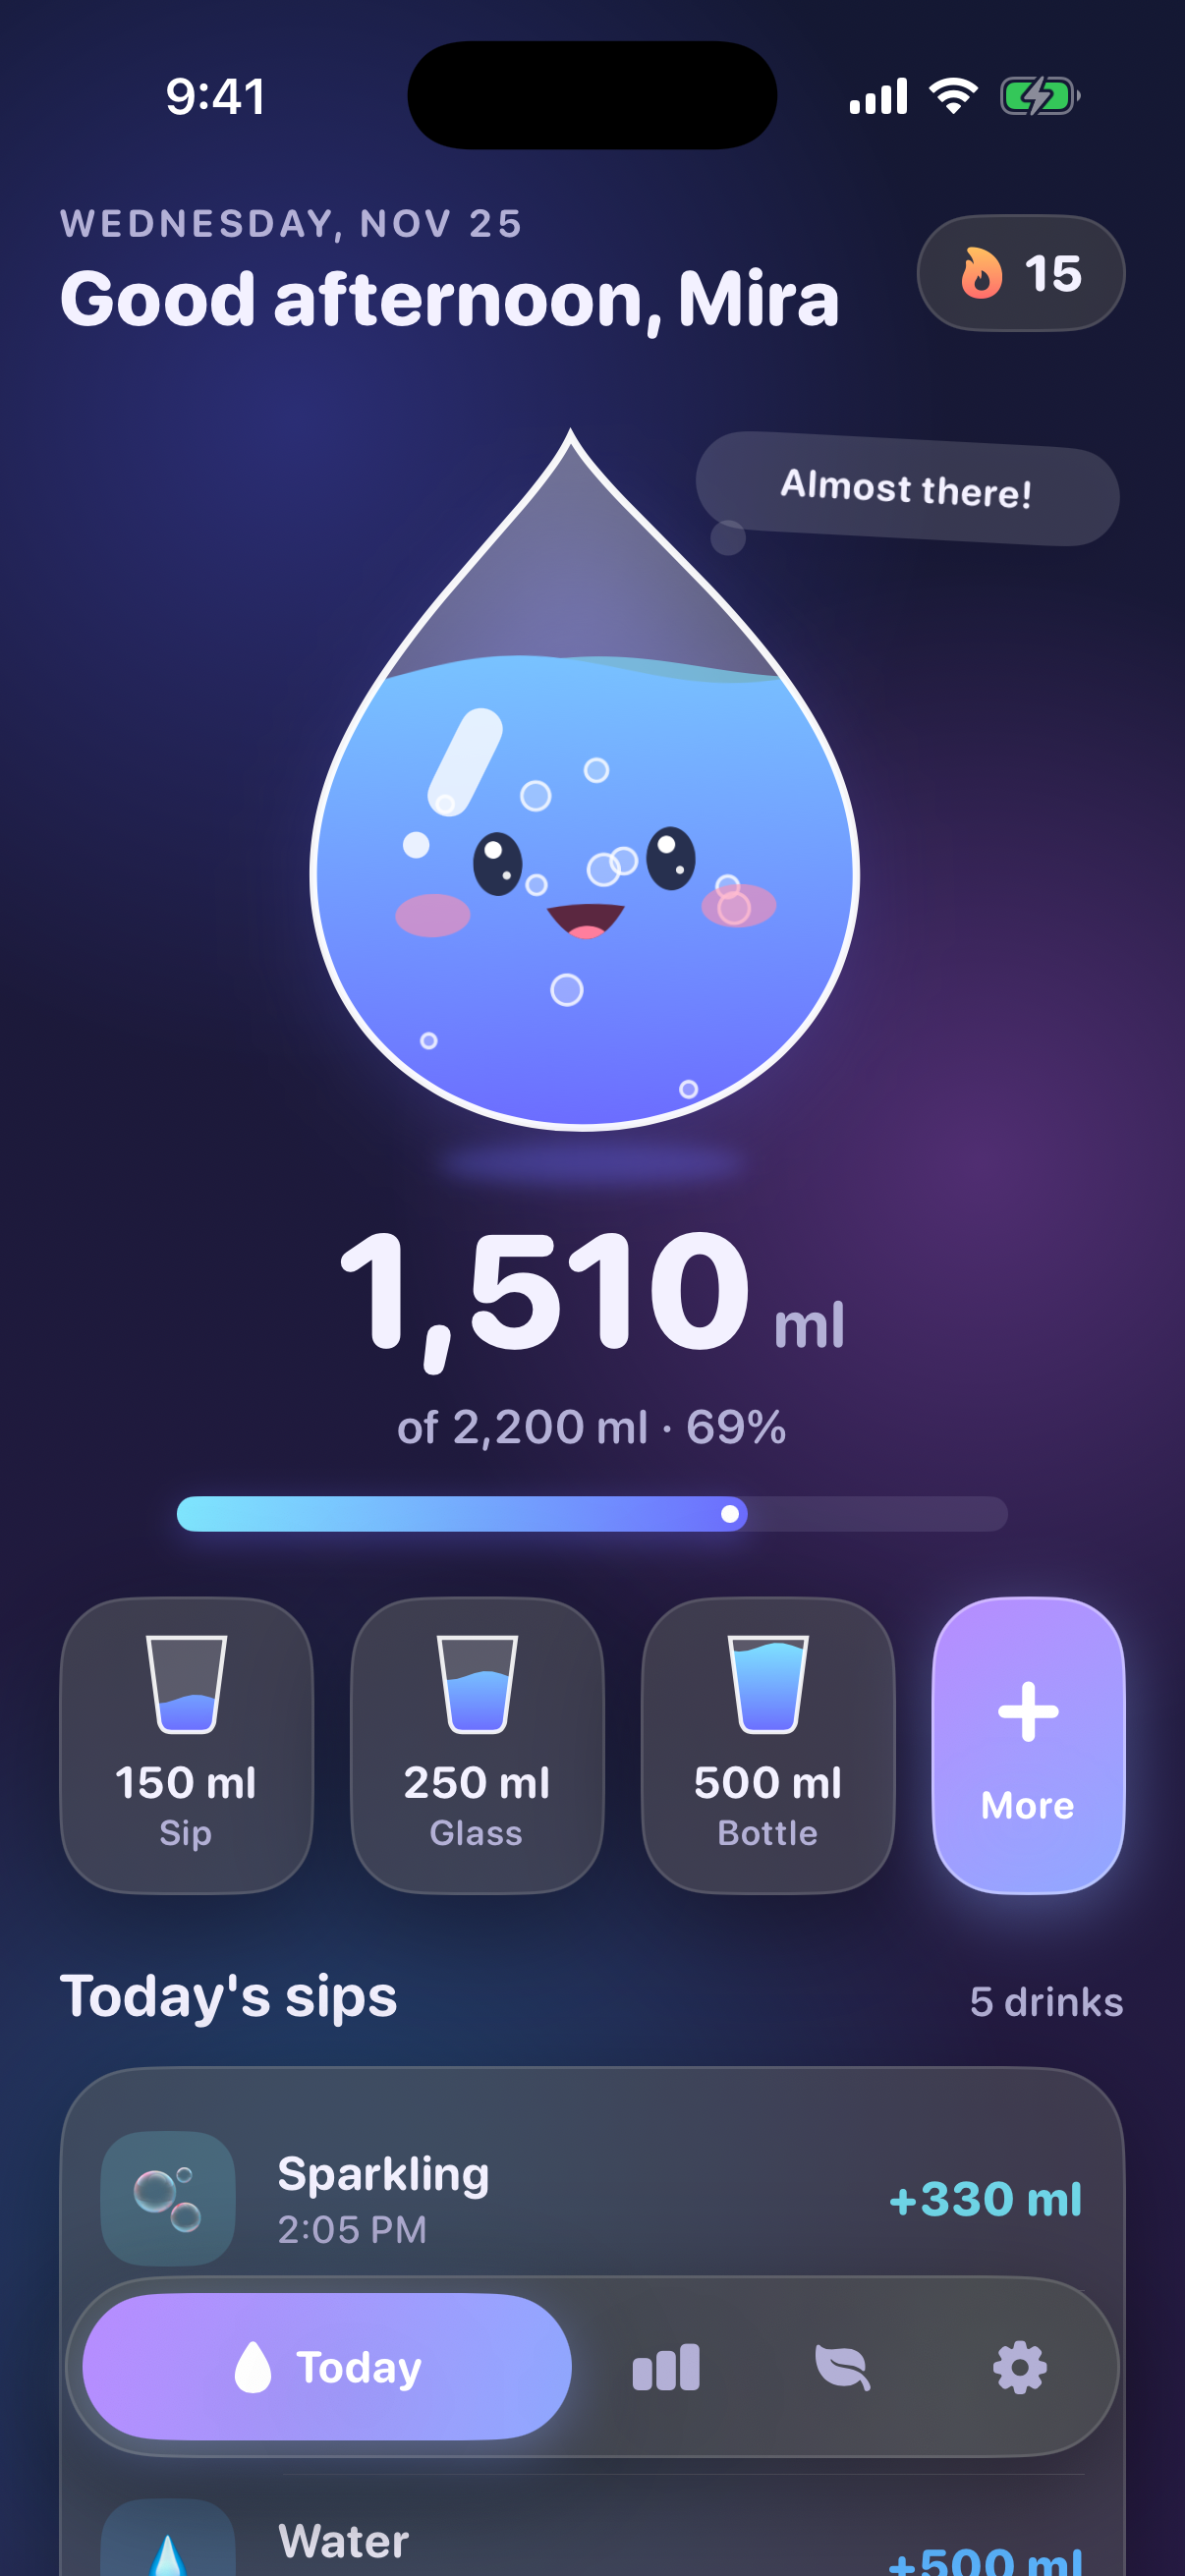 9:41
WEDNESDAY, NOV 25
Good afternoon, Mira
15
Almost there!
1,510 ml
of 2,200 ml · 69%
150 ml
Sip
250 ml
Glass
500 ml
Bottle
More
Today's sips
5 drinks
Sparkling
2:05 PM
+330 ml
Today
Water
+500 ml